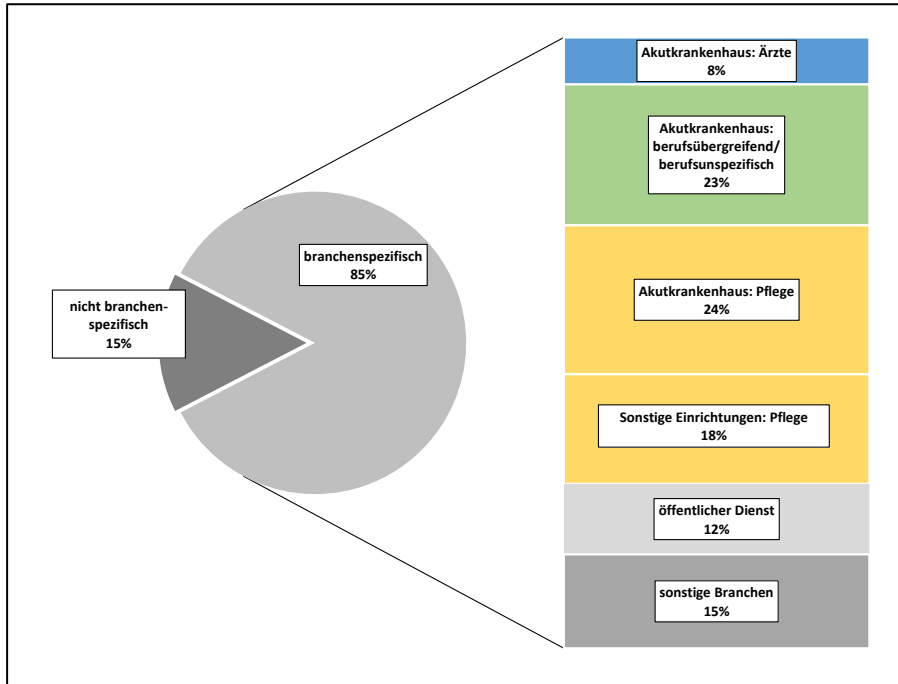 nicht branchen-
spezifisch
15%
branchenspezifisch
85%
Akutkrankenhaus: Ärzte
8%
Akutkrankenhaus:
berufsübergreifend/
berufsunspezifisch
23%
Akutkrankenhaus: Pflege
24%
Sonstige Einrichtungen: Pflege
18%
öffentlicher Dienst
12%
sonstige Branchen
15%